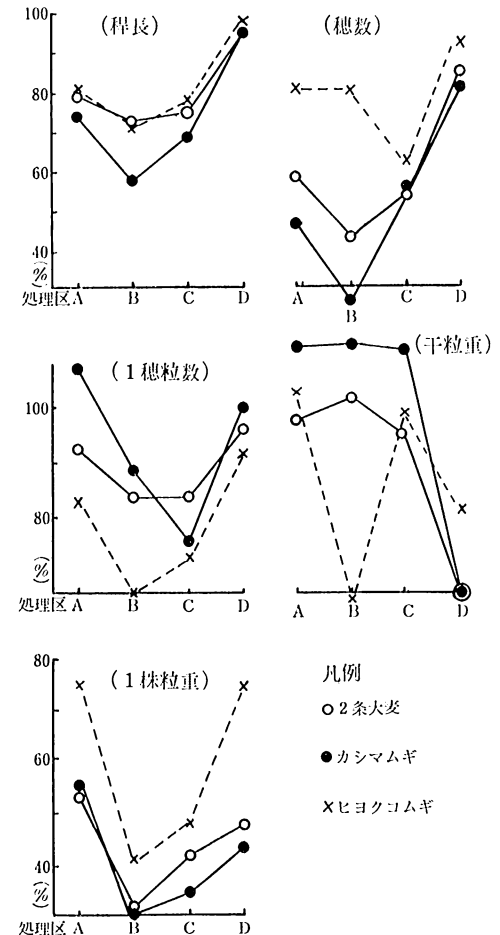 (稈長)
(穂数)
100
80
60
40
(%)
処理区 A B C D
A B C D
(1穂粒数)
(千粒重)
100
80
(%)
処理区 A B C D
A B C D
(1株粒重)
80
60
40
(%)
処理区 A B C D
凡例
○2条大麦
●カシマムギ
×ヒヨクコムギ